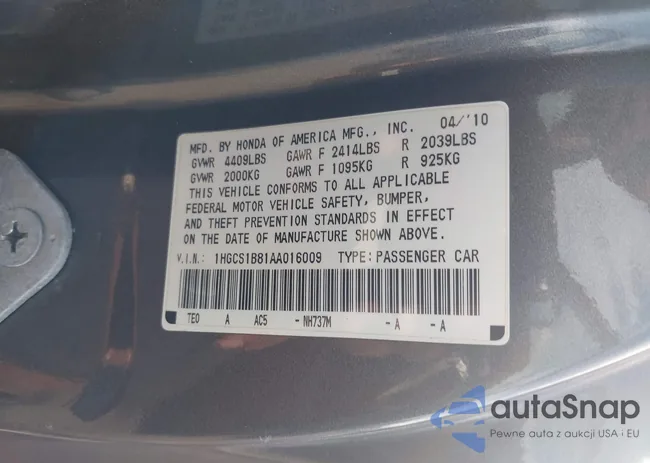 MFD. BY HONDA OF AMERICA MFG., INC. 04/'10
GVWR 4409LBS GAWR F 2414LBS R 2039LBS
GVWR 2000KG GAWR F 1095KG R 925KG
THIS VEHICLE CONFORMS TO ALL APPLICABLE
FEDERAL MOTOR VEHICLE SAFETY, BUMPER,
AND THEFT PREVENTION STANDARDS IN EFFECT
ON THE DATE OF MANUFACTURE SHOWN ABOVE.
V.I.N.: 1HGCS1B81AA016009 TYPE: PASSENGER CAR
TE0 A AC5 - NH737M - A - A
autaSnap
Pewne auta z aukcji USA i EU